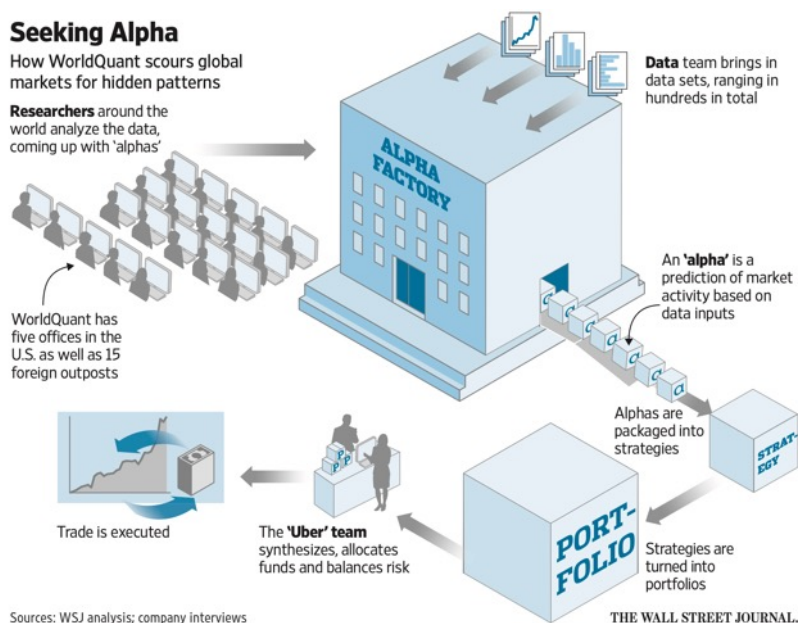 Seeking Alpha
How WorldQuant scours global
markets for hidden patterns
Researchers around the
world analyze the data,
coming up with ‘alphas’
Data team brings in
data sets, ranging in
hundreds in total
ALPHA
FACTORY
WorldQuant has
five offices in the
U.S. as well as 15
foreign outposts
An ‘alpha’ is a
prediction of market
activity based on
data inputs
α
α
α
α
α
α
α
Alphas are
packaged into
strategies
STRAT-
EGY
Strategies are
turned into
portfolios
PORT-
FOLIO
P
P
P
The ‘Uber’ team
synthesizes, allocates
funds and balances risk
$
Trade is executed
Sources: WSJ analysis; company interviews
THE WALL STREET JOURNAL.